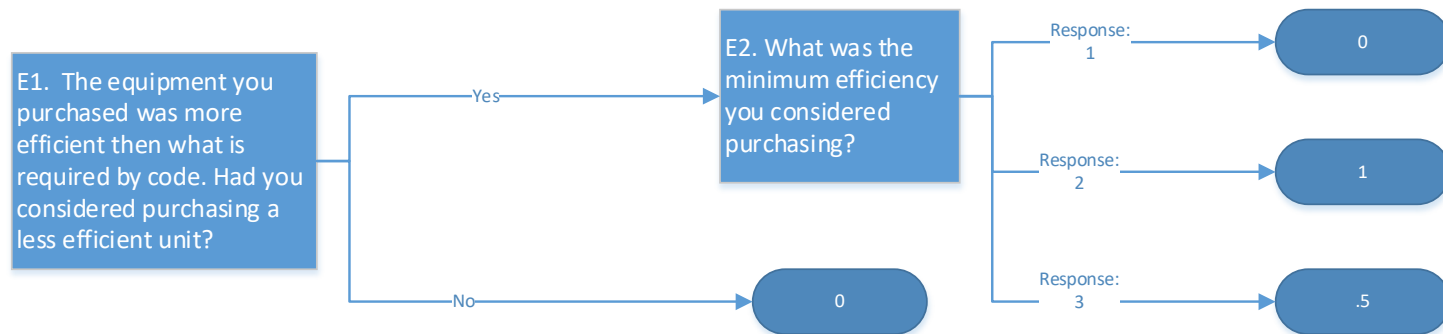 E1. The equipment you
purchased was more
efficient then what is
required by code. Had you
considered purchasing a
less efficient unit?
Yes
No
0
E2. What was the
minimum efficiency
you considered
purchasing?
Response:
1
0
Response:
2
1
Response:
3
.5